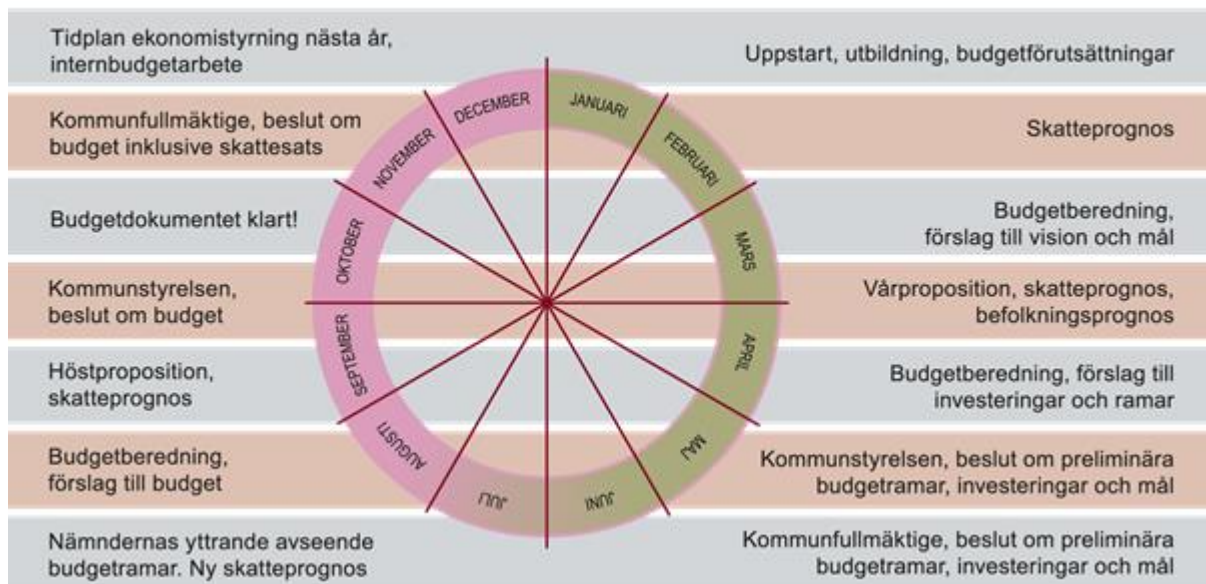 Tidplan ekonomistyrning nästa år,
internbudgetarbete
Kommunfullmäktige, beslut om
budget inklusive skattesats
Budgetdokumentet klart!
Kommunstyrelsen,
beslut om budget
Höstproposition,
skatteprognos
Budgetberedning,
förslag till budget
Nämndernas yttrande avseende
budgetramar. Ny skatteprognos
JANUARI
FEBRUARI
MARS
APRIL
MAJ
JUNI
JULI
AUGUSTI
SEPTEMBER
OKTOBER
NOVEMBER
DECEMBER
Uppstart, utbildning, budgetförutsättningar
Skatteprognos
Budgetberedning,
förslag till vision och mål
Vårproposition, skatteprognos,
befolkningsprognos
Budgetberedning, förslag till
investeringar och ramar
Kommunstyrelsen, beslut om preliminära
budgetramar, investeringar och mål
Kommunfullmäktige, beslut om preliminära
budgetramar, investeringar och mål